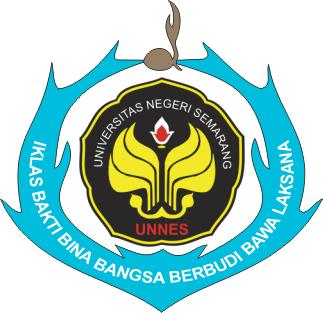 UNIVERSITAS NEGERI SEMARANG
UNNES
IKLAS BAKTI BINA BANGSA BERBUDI BAWA LAKSANA